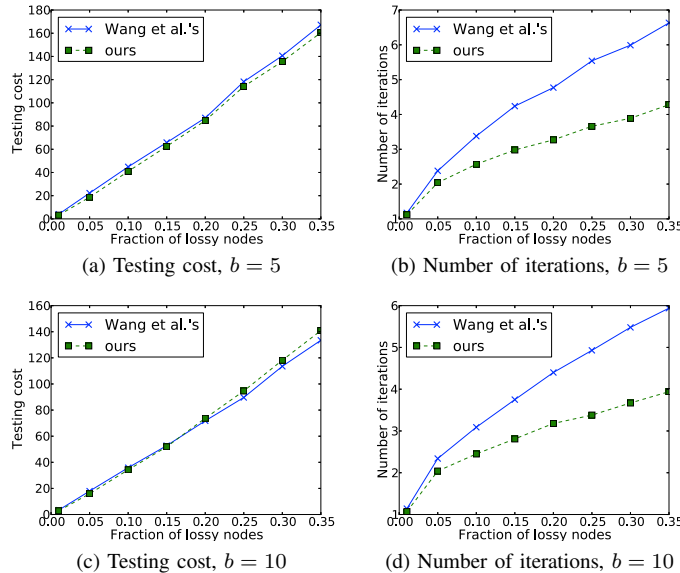 180
160
140
120
100
80
60
40
20
0
Testing cost
Wang et al.'s
ours
0.00 0.05 0.10 0.15 0.20 0.25 0.30 0.35
Fraction of lossy nodes
(a) Testing cost, b = 5
7
6
5
4
3
2
1
Number of iterations
Wang et al.'s
ours
0.00 0.05 0.10 0.15 0.20 0.25 0.30 0.35
Fraction of lossy nodes
(b) Number of iterations, b = 5
160
140
120
100
80
60
40
20
0
Testing cost
Wang et al.'s
ours
0.00 0.05 0.10 0.15 0.20 0.25 0.30 0.35
Fraction of lossy nodes
(c) Testing cost, b = 10
6
5
4
3
2
1
Number of iterations
Wang et al.'s
ours
0.00 0.05 0.10 0.15 0.20 0.25 0.30 0.35
Fraction of lossy nodes
(d) Number of iterations, b = 10